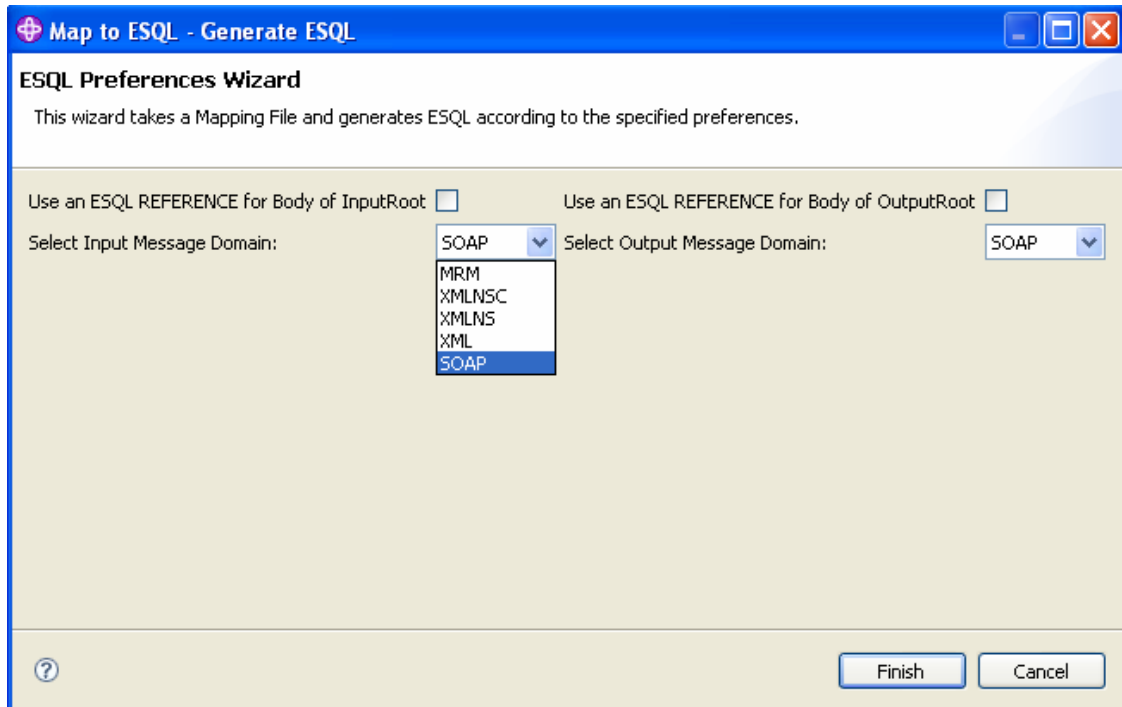 Map to ESQL - Generate ESQL
ESQL Preferences Wizard
This wizard takes a Mapping File and generates ESQL according to the specified preferences.
Use an ESQL REFERENCE for Body of InputRoot Use an ESQL REFERENCE for Body of OutputRoot
Select Input Message Domain: SOAP Select Output Message Domain: SOAP
MRM
XMLNSC
XMLNS
XML
SOAP
? Finish Cancel